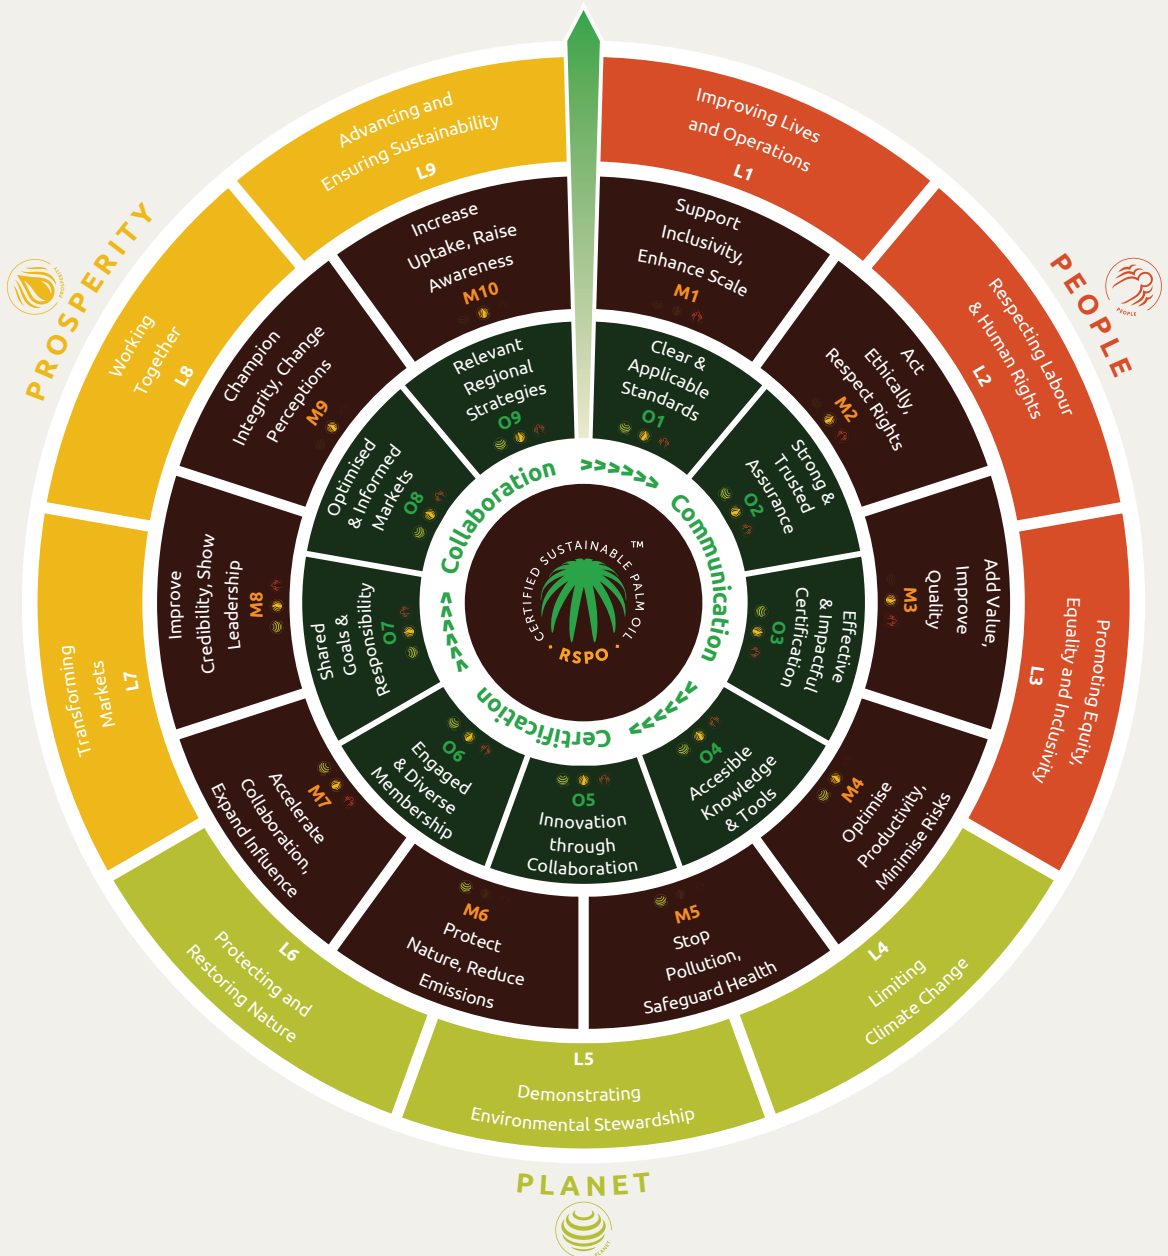 PROSPERITY
PEOPLE
PLANET
PROSPERITY
PEOPLE
PLANET
Improving Lives
and Operations
L1
Respecting Labour
& Human Rights
L2
Promoting Equity,
Equality and Inclusivity
L3
L4
Limiting
Climate Change
L5
Demonstrating
Environmental Stewardship
L6
Protecting and
Restoring Nature
Transforming
Markets
L7
Working
Together
L8
Advancing and
Ensuring Sustainability
L9
Support
Inclusivity,
Enhance Scale
M1
Act
Ethically,
Respect Rights
M2
Add Value,
Improve
Quality
M3
M4
Optimise
Productivity,
Minimise Risks
M5
Stop
Pollution,
Safeguard Health
M6
Protect
Nature, Reduce
Emissions
M7
Accelerate
Collaboration,
Expand Influence
Improve
Credibility, Show
Leadership
M8
Champion
Integrity, Change
Perceptions
M9
Increase
Uptake, Raise
Awareness
M10
Clear &
Applicable
Standards
O1
Strong &
Trusted
Assurance
O2
Effective
& Impactful
Certification
O3
O4
Accesible
Knowledge
& Tools
O5
Innovation
through
Collaboration
O6
Engaged
& Diverse
Membership
Shared
Goals &
Responsibility
O7
Optimised
& Informed
Markets
O8
Relevant
Regional
Strategies
O9
Collaboration >>>>>>
Communication >>>>>>
Certification >>>>>>
CERTIFIED SUSTAINABLE PALM OIL ™
· RSPO ·